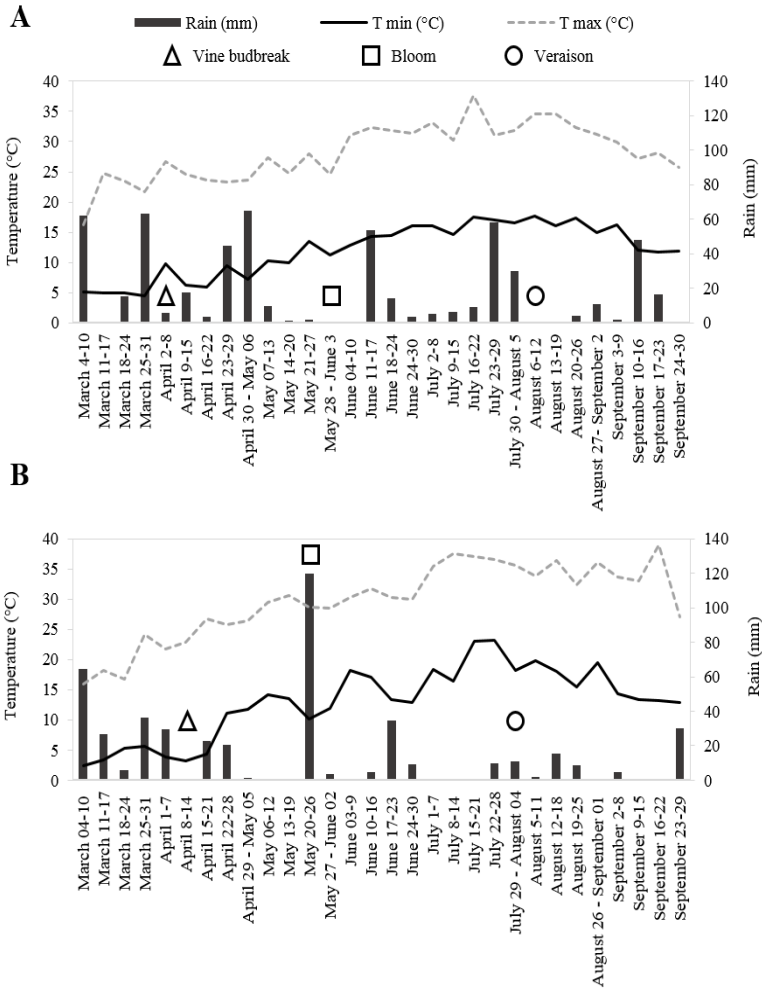 A
Rain (mm) T min (°C) T max (°C)
Vine budbreak Bloom Veraison
40 140
35 120
30 100
25 80
20 60
15 40
10 20
5 0
0
Temperature (°C)
Rain (mm)
March 4-10
March 11-17
March 18-24
March 25-31
April 2-8
April 9-15
April 16-22
April 23-29
April 30 - May 06
May 07-13
May 14-20
May 21-27
May 28 - June 3
June 04-10
June 11-17
June 18-24
June 24-30
July 2-8
July 9-15
July 16-22
July 23-29
July 30 - August 5
August 6-12
August 13-19
August 20-26
August 27- September 2
September 3-9
September 10-16
September 17-23
September 24-30
B
40 140
35 120
30 100
25 80
20 60
15 40
10 20
5 0
0
Temperature (°C)
Rain (mm)
March 04-10
March 11-17
March 18-24
March 25-31
April 1-7
April 8-14
April 15-21
April 22-28
April 29 - May 05
May 06-12
May 13-19
May 20-26
May 27 - June 02
June 03-9
June 10-16
June 17-23
June 24-30
July 1-7
July 8-14
July 15-21
July 22-28
July 29 - August 04
August 5-11
August 12-18
August 19-25
August 26 - September 01
September 2-8
September 9-15
September 16-22
September 23-29